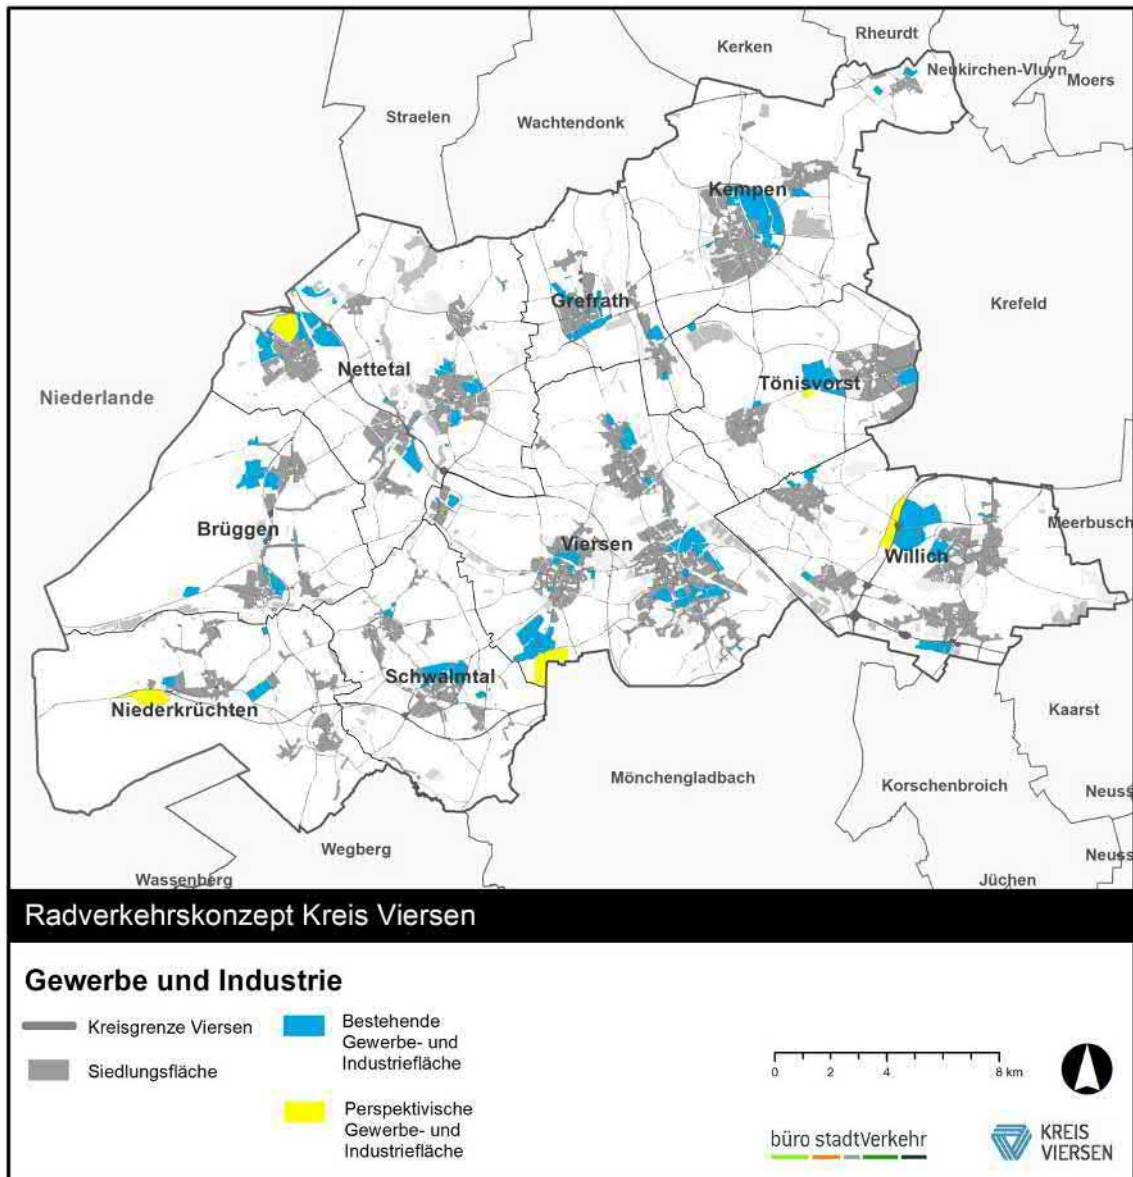 Rheurdt
Kerken
Neukirchen-Vluyn
Moers
Straelen
Wachtendonk
Kempen
Grefrath
Krefeld
Nettetal
Tönisvorst
Niederlande
Brüggen
Meerbusch
Viersen
Willich
Schwalmtal
Niederkrüchten
Kaarst
Mönchengladbach
Korschenbroich
Neuss
Wegberg
Neuss
Wassenberg
Jüchen
Radverkehrskonzept Kreis Viersen
Gewerbe und Industrie
Kreisgrenze Viersen
Siedlungsfläche
Bestehende
Gewerbe- und
Industriefläche
Perspektivische
Gewerbe- und
Industriefläche
0 2 4 8 km
büro stadtVerkehr
KREIS
VIERSEN